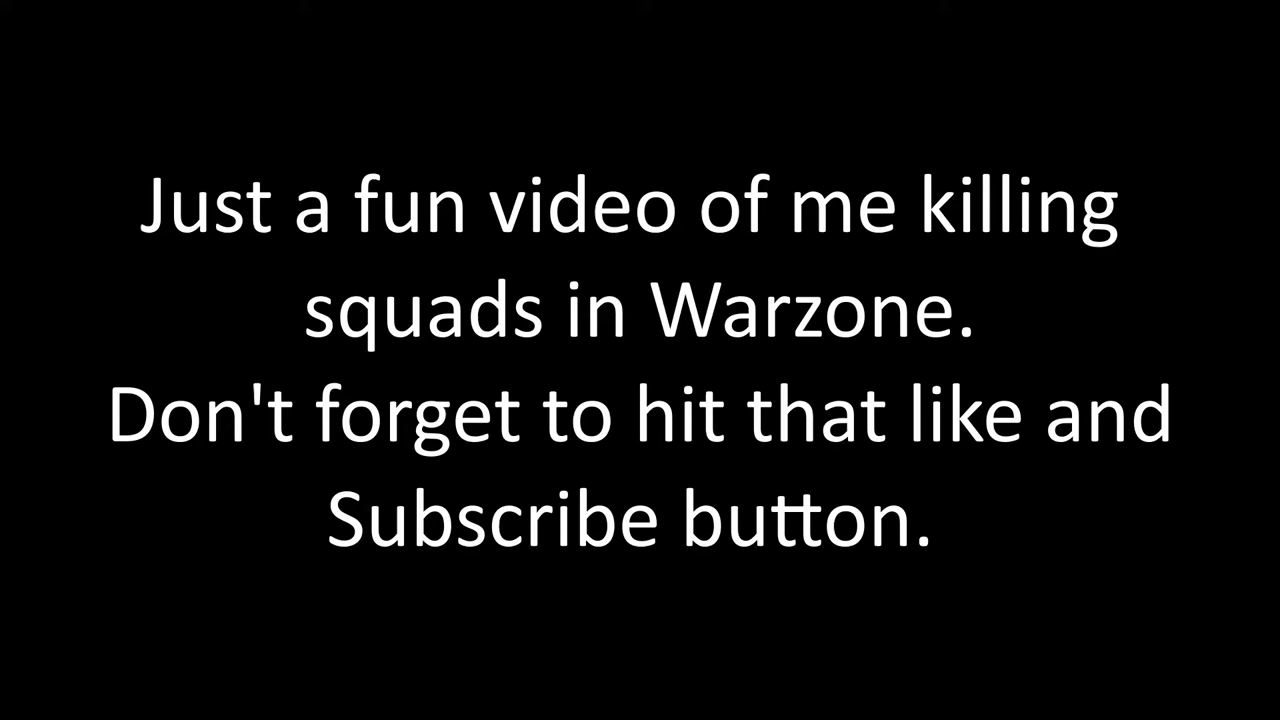 Just a fun video of me killing
squads in Warzone.
Don't forget to hit that like and
Subscribe button.